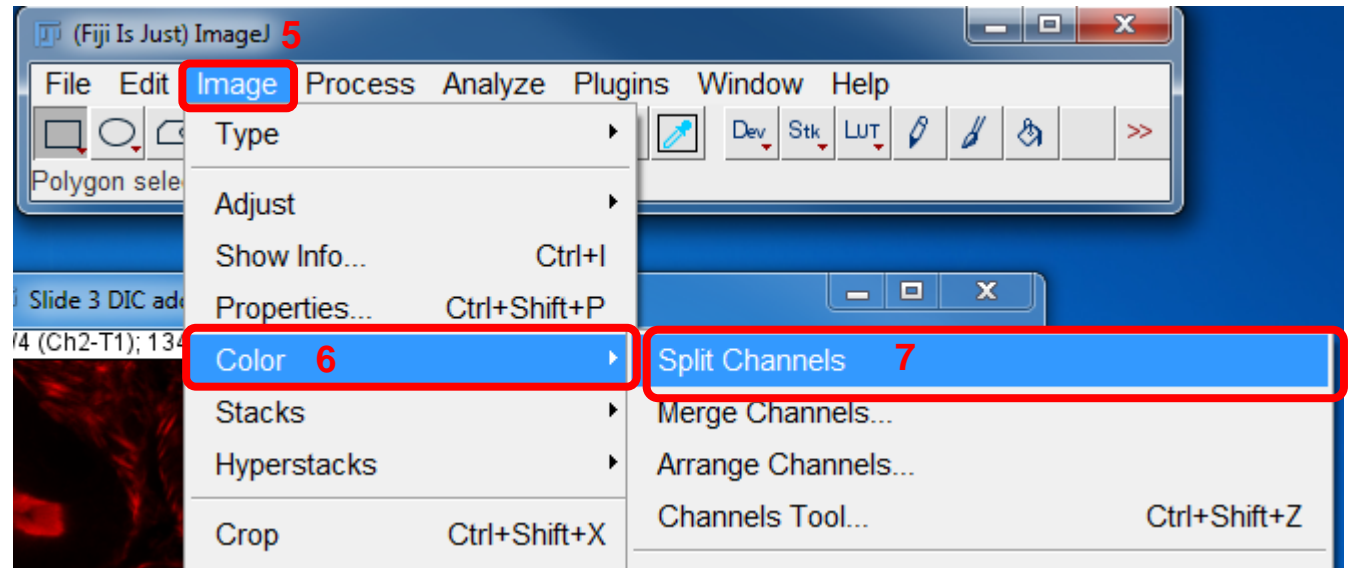 (Fiji Is Just) ImageJ 5
File Edit Image Process Analyze Plugins Window Help
Dev Stk LUT >>
Polygon sele
Type
Adjust
Show Info... Ctrl+I
Properties... Ctrl+Shift+P
Color 6
Stacks
Hyperstacks
Crop Ctrl+Shift+X
Slide 3 DIC add
/4 (Ch2-T1); 134
Split Channels 7
Merge Channels...
Arrange Channels...
Channels Tool... Ctrl+Shift+Z